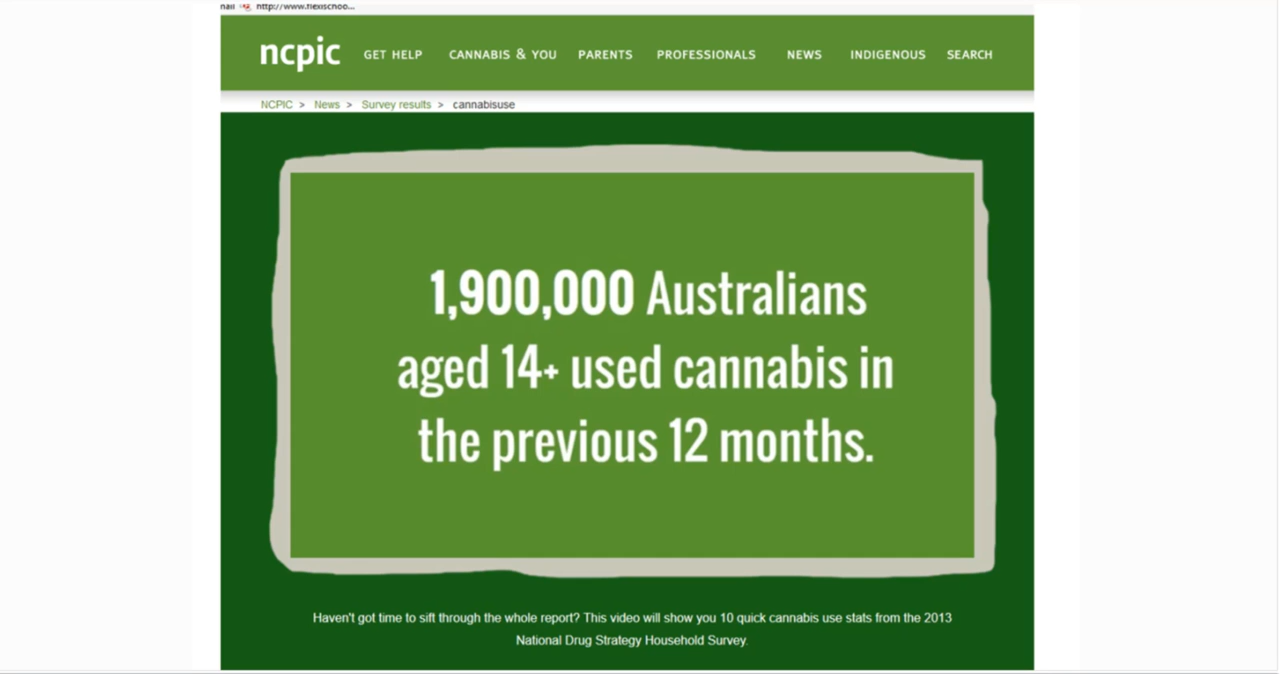 http://www.flexischoo...
ncpic GET HELP CANNABIS & YOU PARENTS PROFESSIONALS NEWS INDIGENOUS SEARCH
NCPIC > News > Survey results > cannabisuse
1,900,000 Australians
aged 14+ used cannabis in
the previous 12 months.
Haven't got time to sift through the whole report? This video will show you 10 quick cannabis use stats from the 2013
National Drug Strategy Household Survey.